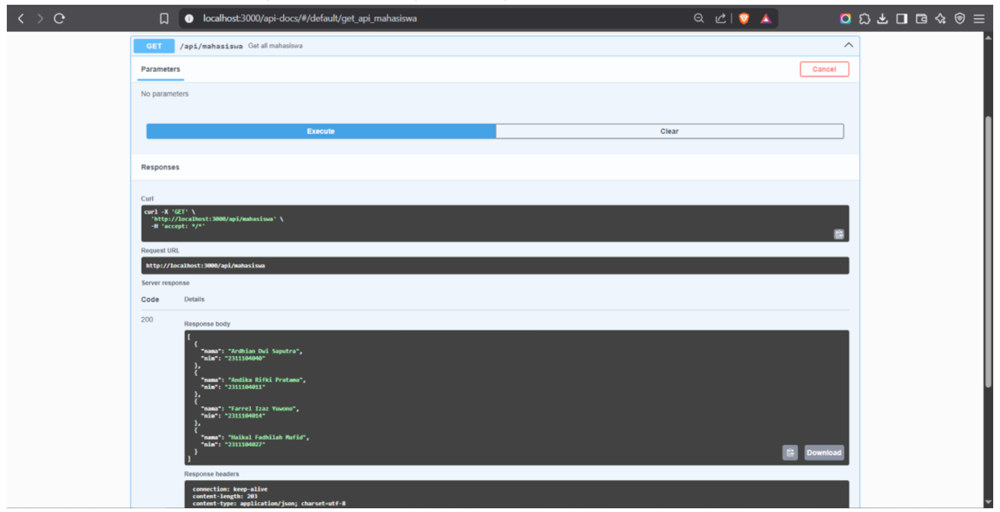 localhost:3000/api-docs/#/default/get_api_mahasiswa
GET /api/mahasiswa Get all mahasiswa
Parameters Cancel
No parameters
Execute Clear
Responses
Curl
curl -X 'GET' \
'http://localhost:3000/api/mahasiswa' \
-H 'accept: */*'
Request URL
http://localhost:3000/api/mahasiswa
Server response
Code Details
200
Response body
[
{
"nama": "Ardhian Dwi Saputra",
"nim": "2311104040"
},
{
"nama": "Andika Rifki Pratama",
"nim": "2311104011"
},
{
"nama": "Farrel Izaz Yuwono",
"nim": "2311104014"
},
{
"nama": "Haikal Fadhilah Mufid",
"nim": "2311104027"
}
]
Download
Response headers
connection: keep-alive
content-length: 203
content-type: application/json; charset=utf-8